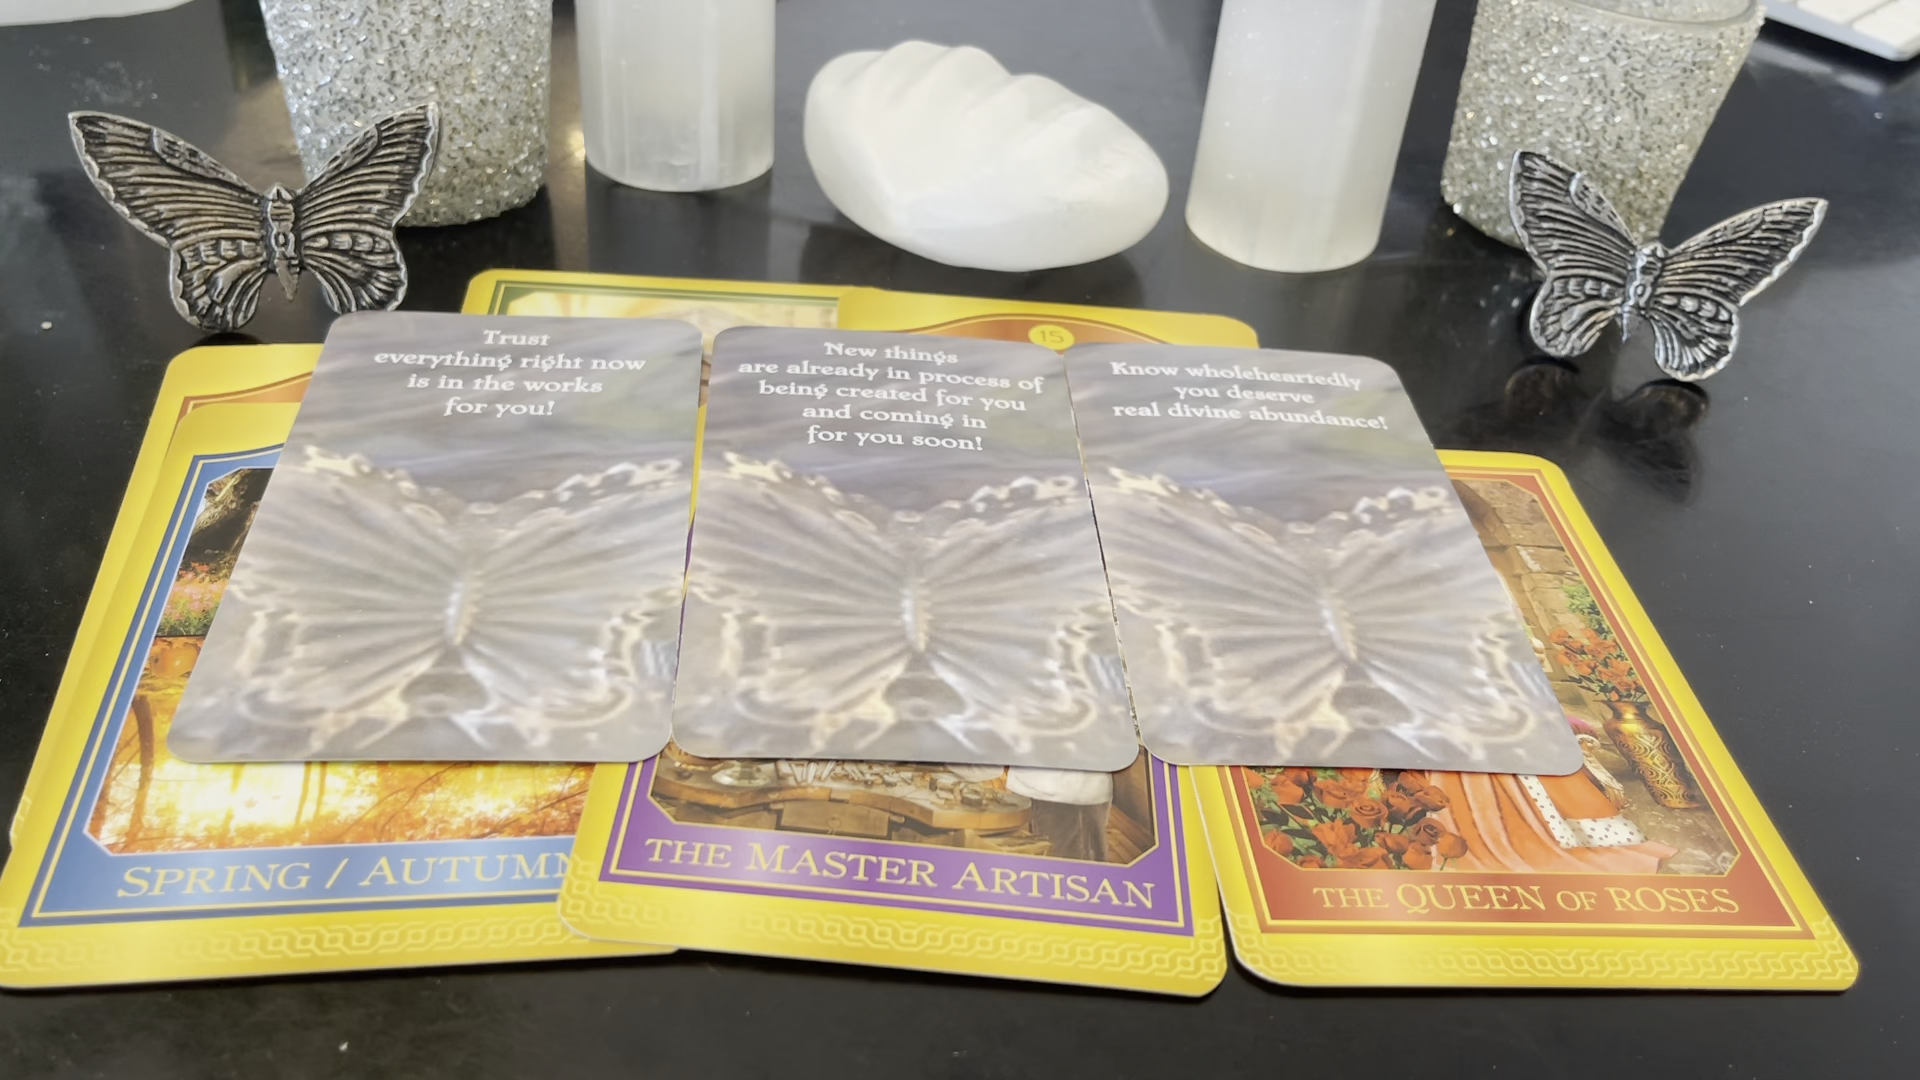 15
Trust
everything right now
is in the works
for you!
New things
are already in process of
being created for you
and coming in
for you soon!
Know wholeheartedly
you deserve
real divine abundance!
SPRING / AUTUMN
THE MASTER ARTISAN
THE QUEEN OF ROSES